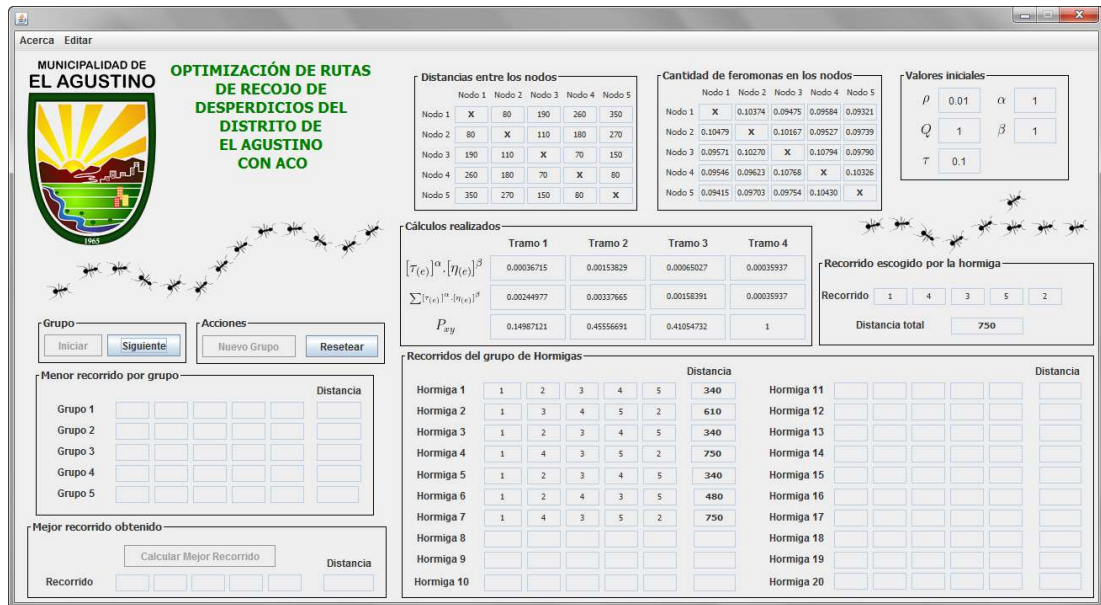 Acerca Editar
MUNICIPALIDAD DE
EL AGUSTINO
1965
OPTIMIZACIÓN DE RUTAS
DE RECOJO DE
DESPERDICIOS DEL
DISTRITO DE
EL AGUSTINO
CON ACO
Distancias entre los nodos
Nodo 1 Nodo 2 Nodo 3 Nodo 4 Nodo 5
Nodo 1 X 80 190 260 350
Nodo 2 80 X 110 180 270
Nodo 3 190 110 X 70 150
Nodo 4 260 180 70 X 80
Nodo 5 350 270 150 80 X
Cantidad de feromonas en los nodos
Nodo 1 Nodo 2 Nodo 3 Nodo 4 Nodo 5
Nodo 1 X 0.10374 0.09475 0.09584 0.09321
Nodo 2 0.10479 X 0.10167 0.09527 0.09739
Nodo 3 0.09571 0.10270 X 0.10794 0.09790
Nodo 4 0.09546 0.09623 0.10768 X 0.10326
Nodo 5 0.09415 0.09703 0.09754 0.10430 X
Valores iniciales
ρ 0.01 α 1
Q 1 β 1
τ 0.1
Cálculos realizados
Tramo 1 Tramo 2 Tramo 3 Tramo 4
[τ(e)]^α.[η(e)]^β 0.00036715 0.00153829 0.00065027 0.00035937
∑[τ(e)]^α.[η(e)]^β 0.00244977 0.00337665 0.00158391 0.00035937
Pxy 0.14987121 0.45556691 0.41054732 1
Recorrido escogido por la hormiga
Recorrido 1 4 3 5 2
Distancia total 750
Grupo
Iniciar Siguiente
Acciones
Nuevo Grupo Resetear
Menor recorrido por grupo
Distancia
Grupo 1
Grupo 2
Grupo 3
Grupo 4
Grupo 5
Mejor recorrido obtenido
Calcular Mejor Recorrido
Distancia
Recorrido
Recorridos del grupo de Hormigas
Distancia
Hormiga 1 1 2 3 4 5 340
Hormiga 2 1 3 4 5 2 610
Hormiga 3 1 2 3 4 5 340
Hormiga 4 1 4 3 5 2 750
Hormiga 5 1 2 3 4 5 340
Hormiga 6 1 2 4 3 5 480
Hormiga 7 1 4 3 5 2 750
Hormiga 8
Hormiga 9
Hormiga 10
Distancia
Hormiga 11
Hormiga 12
Hormiga 13
Hormiga 14
Hormiga 15
Hormiga 16
Hormiga 17
Hormiga 18
Hormiga 19
Hormiga 20